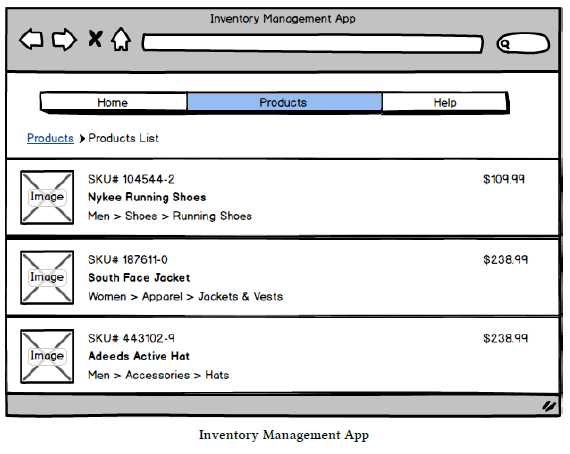 Inventory Management App
Home Products Help
Products Products List
Image
SKU# 104544-2 $109.99
Nykee Running Shoes
Men > Shoes > Running Shoes
Image
SKU# 187611-0 $238.99
South Face Jacket
Women > Apparel > Jackets & Vests
Image
SKU# 443102-9 $238.99
Adeeds Active Hat
Men > Accessories > Hats
Inventory Management App